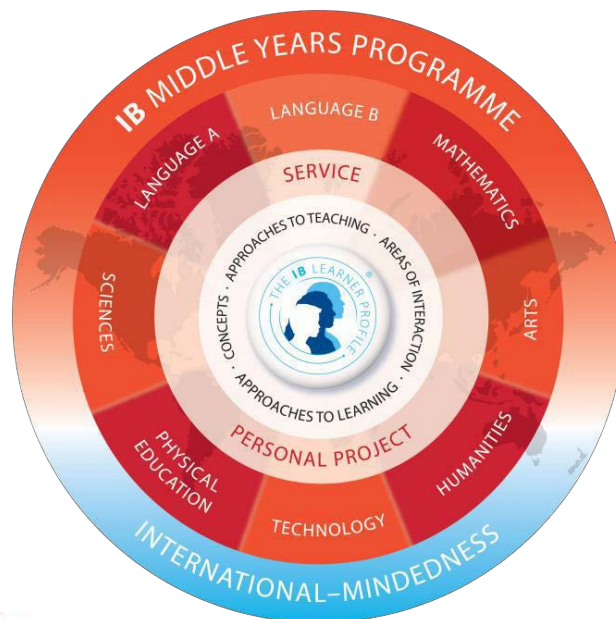 IB MIDDLE YEARS PROGRAMME
LANGUAGE B
LANGUAGE A
MATHEMATICS
SERVICE
SCIENCES
ARTS
CONCEPTS · APPROACHES TO TEACHING · AREAS OF INTERACTION · APPROACHES TO LEARNING ·
· THE IB LEARNER PROFILE ·
®
PERSONAL PROJECT
PHYSICAL
EDUCATION
HUMANITIES
TECHNOLOGY
INTERNATIONAL–MINDEDNESS